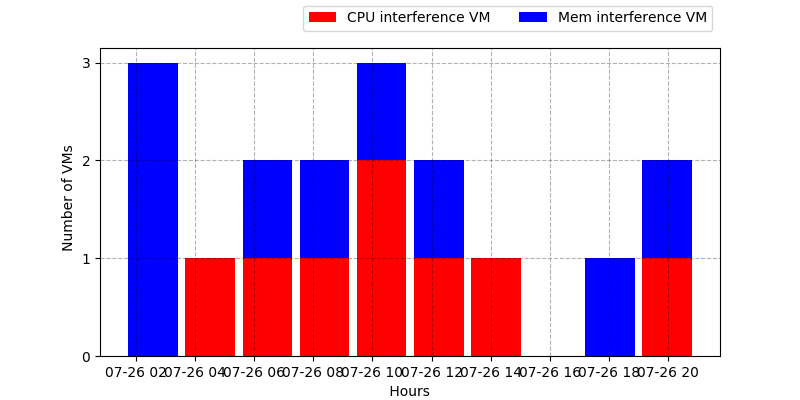 CPU interference VM Mem interference VM
3
2
1
0
Number of VMs
07-26 02 07-26 04 07-26 06 07-26 08 07-26 10 07-26 12 07-26 14 07-26 16 07-26 18 07-26 20
Hours